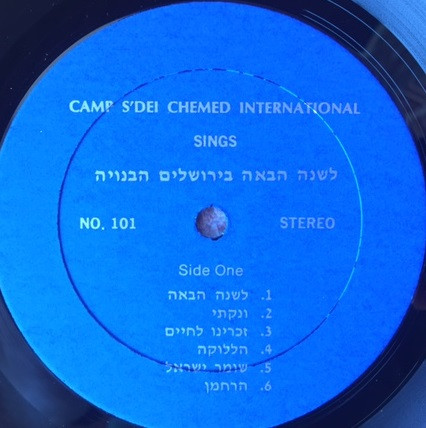 CAMP S'DEI CHEMED INTERNATIONAL
SINGS
לשנה הבאה בירושלים הבנויה
NO. 101 STEREO
Side One
1. לשנה הבאה
2. ונקתי
3. זכרינו לחיים
4. הללוקה
5. שומר ישראל
6. הרחמן